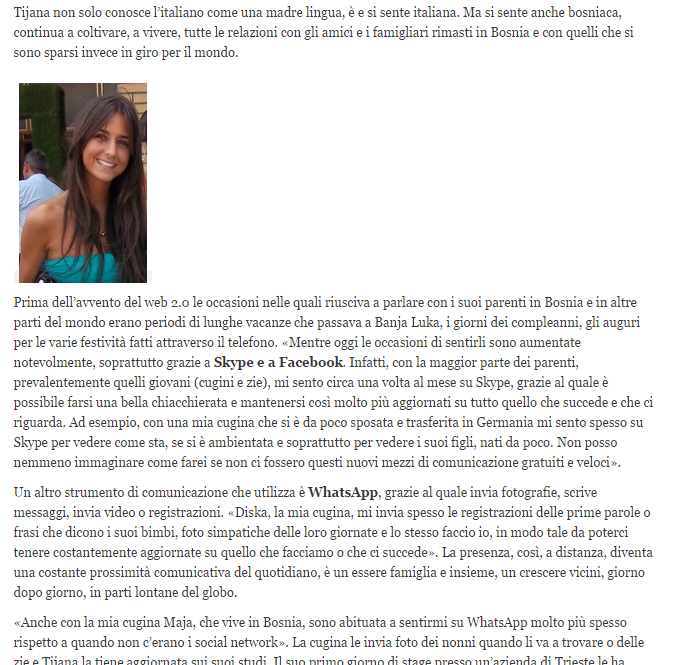 Tijana non solo conosce l’italiano come una madre lingua, è e si sente italiana. Ma si sente anche bosniaca,
continua a coltivare, a vivere, tutte le relazioni con gli amici e i famigliari rimasti in Bosnia e con quelli che si
sono sparsi invece in giro per il mondo.
Prima dell’avvento del web 2.0 le occasioni nelle quali riusciva a parlare con i suoi parenti in Bosnia e in altre
parti del mondo erano periodi di lunghe vacanze che passava a Banja Luka, i giorni dei compleanni, gli auguri
per le varie festività fatti attraverso il telefono. «Mentre oggi le occasioni di sentirli sono aumentate
notevolmente, soprattutto grazie a Skype e a Facebook. Infatti, con la maggior parte dei parenti,
prevalentemente quelli giovani (cugini e zie), mi sento circa una volta al mese su Skype, grazie al quale è
possibile farsi una bella chiacchierata e mantenersi così molto più aggiornati su tutto quello che succede e che ci
riguarda. Ad esempio, con una mia cugina che si è da poco sposata e trasferita in Germania mi sento spesso su
Skype per vedere come sta, se si è ambientata e soprattutto per vedere i suoi figli, nati da poco. Non posso
nemmeno immaginare come farei se non ci fossero questi nuovi mezzi di comunicazione gratuiti e veloci».
Un altro strumento di comunicazione che utilizza è WhatsApp, grazie al quale invia fotografie, scrive
messaggi, invia video o registrazioni. «Diska, la mia cugina, mi invia spesso le registrazioni delle prime parole o
frasi che dicono i suoi bimbi, foto simpatiche delle loro giornate e lo stesso faccio io, in modo tale da poterci
tenere costantemente aggiornate su quello che facciamo o che ci succede». La presenza, così, a distanza, diventa
una costante prossimità comunicativa del quotidiano, è un essere famiglia e insieme, un crescere vicini, giorno
dopo giorno, in parti lontane del globo.
«Anche con la mia cugina Maja, che vive in Bosnia, sono abituata a sentirmi su WhatsApp molto più spesso
rispetto a quando non c’erano i social network». La cugina le invia foto dei nonni quando li va a trovare o delle
zie e Tijana la tiene aggiornata sui suoi studi. Il suo primo giorno di stage presso un’azienda di Trieste le ha